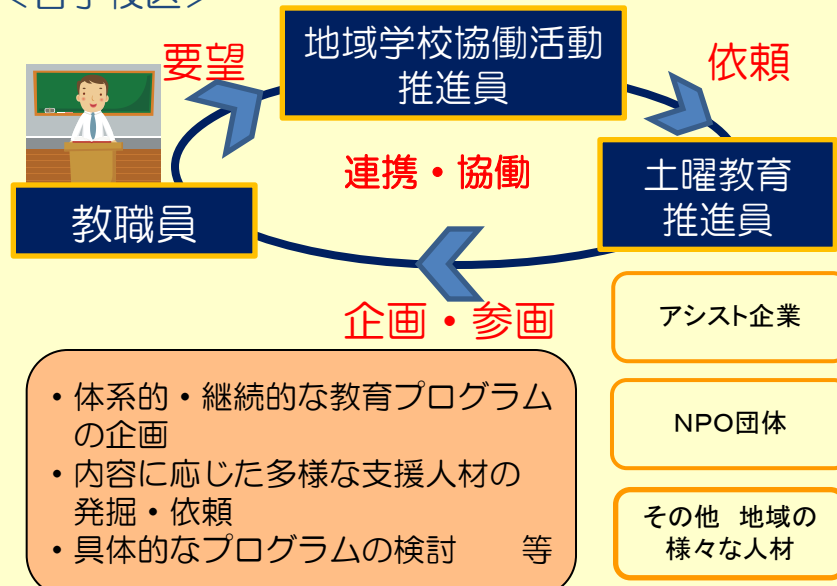 要望
地域学校協働活動
推進員
依頼
連携・協働
教職員
土曜教育
推進員
企画・参画
アシスト企業
・体系的・継続的な教育プログラム
の企画
・内容に応じた多様な支援人材の
発掘・依頼
・具体的なプログラムの検討　等
NPO団体
その他 地域の
様々な人材